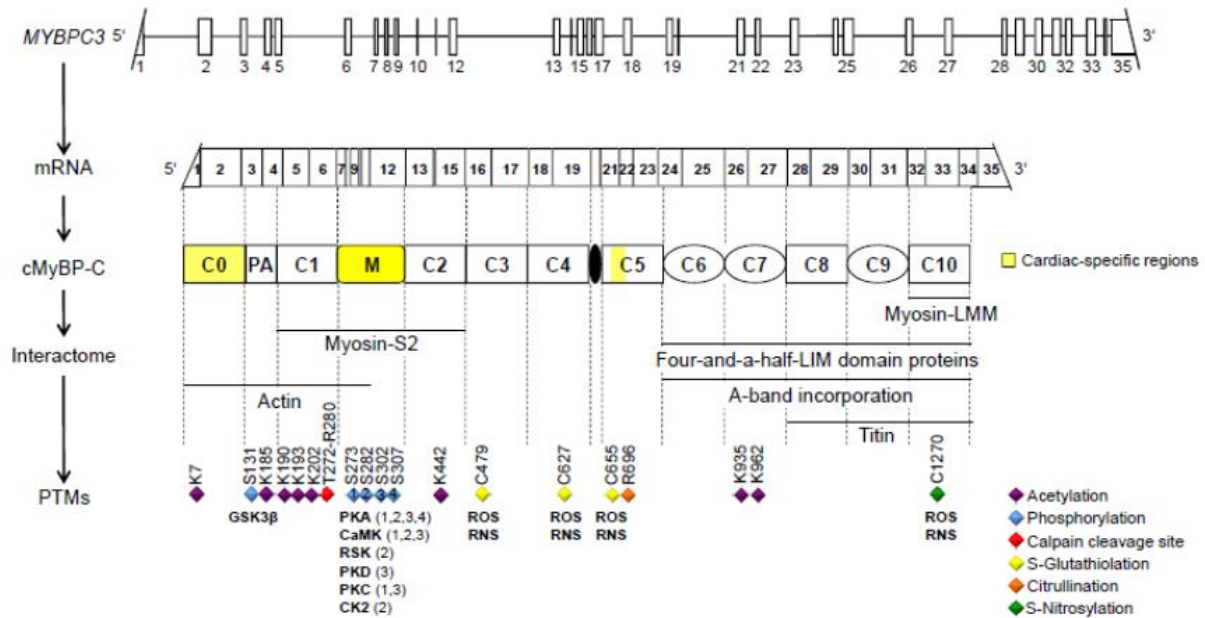 MYBPC3 5' 3'
1 2 3 4 5 6 7 8 9 10 12 13 15 17 18 19 21 22 23 25 26 27 28 30 32 33 35
mRNA 5' 1 2 3 4 5 6 7 9 12 13 15 16 17 18 19 21 22 23 24 25 26 27 28 29 30 31 32 33 34 35 3'
cMyBP-C C0 PA C1 M C2 C3 C4 C5 C6 C7 C8 C9 C10 Cardiac-specific regions
Myosin-LMM
Myosin-S2
Interactome Four-and-a-half-LIM domain proteins
Actin A-band incorporation
Titin
K7 S131 K185 K190 K193 K202 T272-R280 S273 S282 S302 S307 K442 C479 C627 C655 R696 K935 K962 C1270
PTMs 1 2 3 4 Acetylation
GSK3β PKA (1,2,3,4) ROS ROS ROS ROS Phosphorylation
CaMK (1,2,3) RNS RNS RNS RNS Calpain cleavage site
RSK (2)
S-Glutathiolation
PKD (3)
Citrullination
PKC (1,3)
CK2 (2) S-Nitrosylation